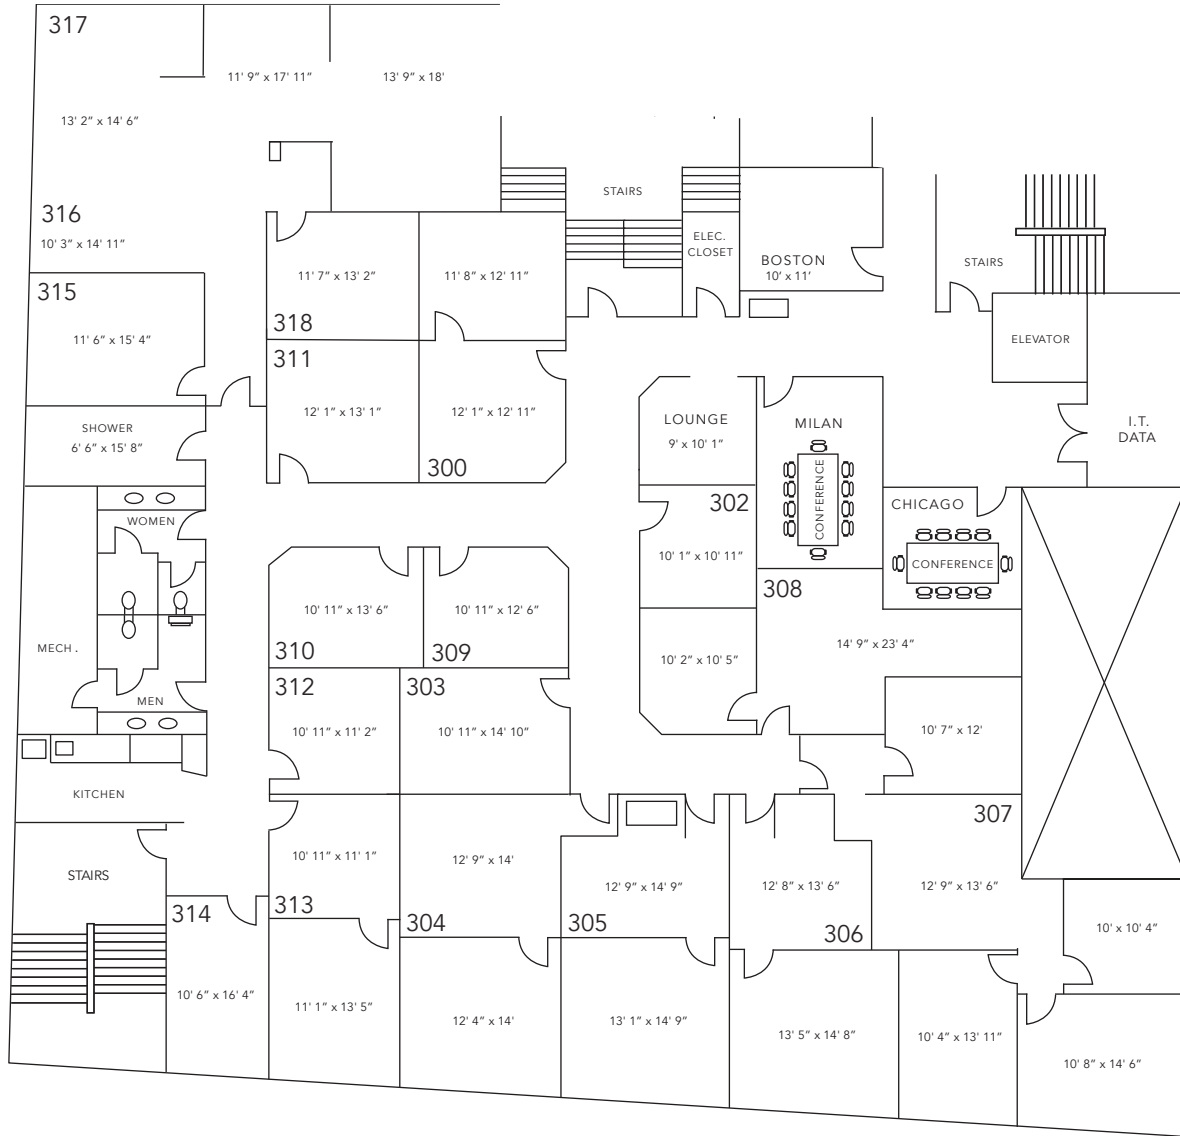 317
11' 9" x 17' 11"
13' 9" x 18'
13' 2" x 14' 6"
316
10' 3" x 14' 11"
STAIRS
ELEC.
CLOSET
BOSTON
10' x 11'
STAIRS
315
11' 7" x 13' 2"
11' 8" x 12' 11"
318
11' 6" x 15' 4"
ELEVATOR
311
12' 1" x 13' 1"
12' 1" x 12' 11"
300
LOUNGE
9' x 10' 1"
MILAN
CONFERENCE
I.T.
DATA
SHOWER
6' 6" x 15' 8"
302
CHICAGO
CONFERENCE
WOMEN
10' 1" x 10' 11"
308
10' 11" x 13' 6"
10' 11" x 12' 6"
310
309
MECH .
14' 9" x 23' 4"
10' 2" x 10' 5"
312
303
MEN
10' 11" x 11' 2"
10' 11" x 14' 10"
10' 7" x 12'
KITCHEN
307
STAIRS
10' 11" x 11' 1"
12' 9" x 14'
12' 9" x 14' 9"
12' 8" x 13' 6"
12' 9" x 13' 6"
314
313
304
305
306
10' x 10' 4"
10' 6" x 16' 4"
11' 1" x 13' 5"
12' 4" x 14'
13' 1" x 14' 9"
13' 5" x 14' 8"
10' 4" x 13' 11"
10' 8" x 14' 6"